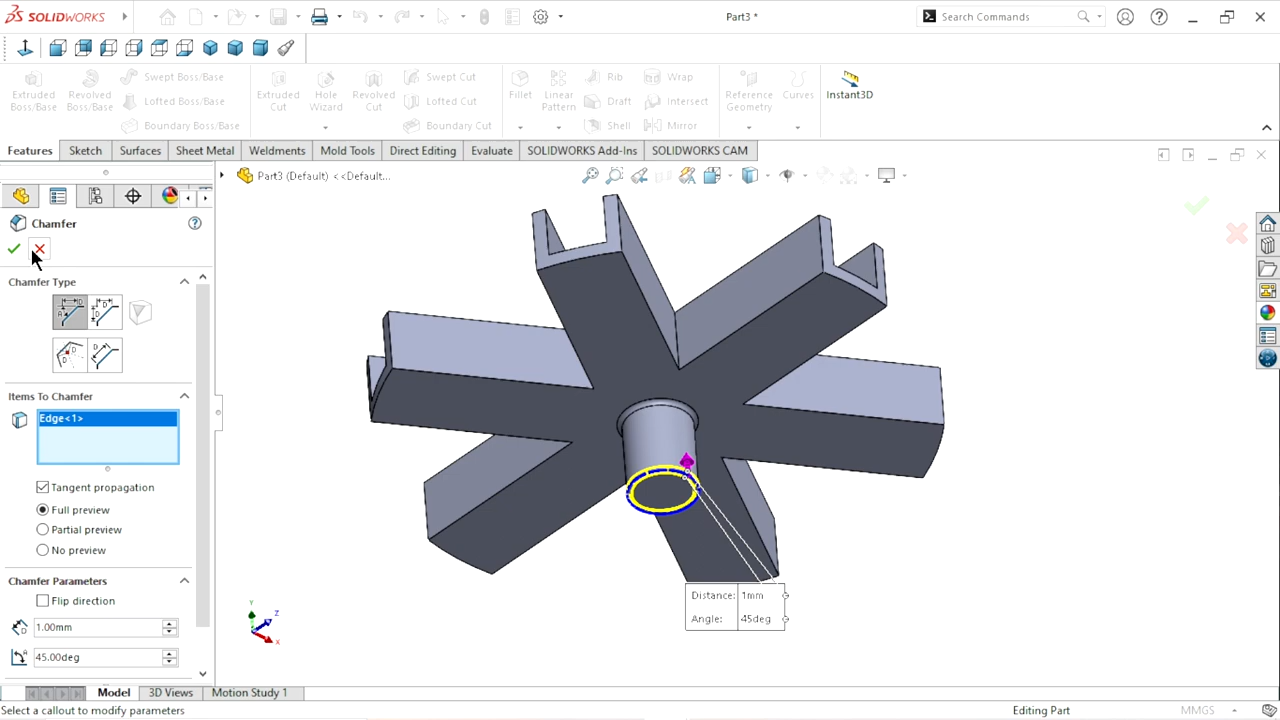 SOLIDWORKS
Part3 *
Search Commands
Extruded Boss/Base
Revolved Boss/Base
Swept Boss/Base
Lofted Boss/Base
Boundary Boss/Base
Extruded Cut
Hole Wizard
Revolved Cut
Swept Cut
Lofted Cut
Boundary Cut
Fillet
Linear Pattern
Rib
Draft
Shell
Wrap
Intersect
Mirror
Reference Geometry
Curves
Instant3D
Features
Sketch
Surfaces
Sheet Metal
Weldments
Mold Tools
Direct Editing
Evaluate
SOLIDWORKS Add-Ins
SOLIDWORKS CAM
Part3 (Default) <<Default...
Chamfer
Chamfer Type
Items To Chamfer
Edge<1>
Tangent propagation
Full preview
Partial preview
No preview
Chamfer Parameters
Flip direction
1.00mm
45.00deg
Distance: 1mm
Angle: 45deg
Y
Z
X
Model
3D Views
Motion Study 1
Select a callout to modify parameters
Editing Part
MMGS